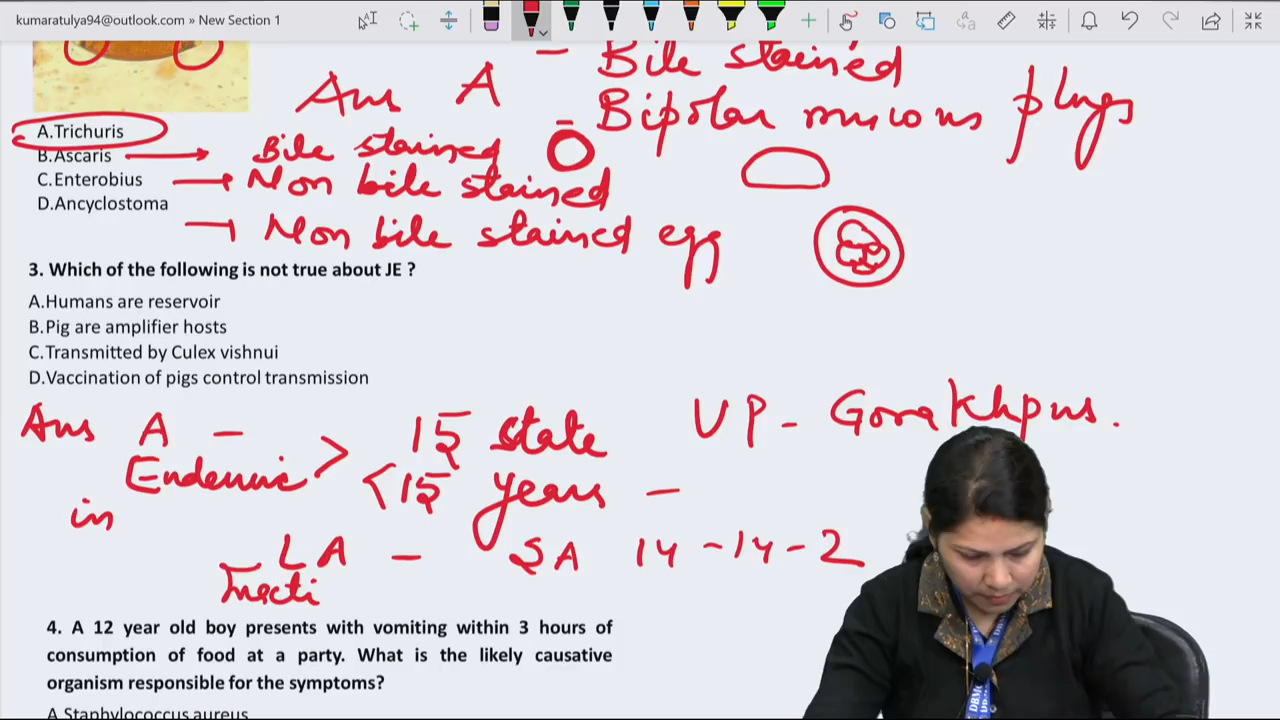 kumaratulya94@outlook.com » New Section 1
- Bile stained
Ans A - Bipolar mucous plugs
A.Trichuris
B.Ascaris → Bile stained
C.Enterobius → Non bile stained
D.Ancyclostoma
→ Non bile stained egg
3. Which of the following is not true about JE ?
A.Humans are reservoir
B.Pig are amplifier hosts
C.Transmitted by Culex vishnui
D.Vaccination of pigs control transmission
Ans A - > 15 state UP - Gorakhpur.
Endemic <15 years -
in
LA - SA 14-14-2
Inacti
4. A 12 year old boy presents with vomiting within 3 hours of
consumption of food at a party. What is the likely causative
organism responsible for the symptoms?
A.Staphylococcus aureus